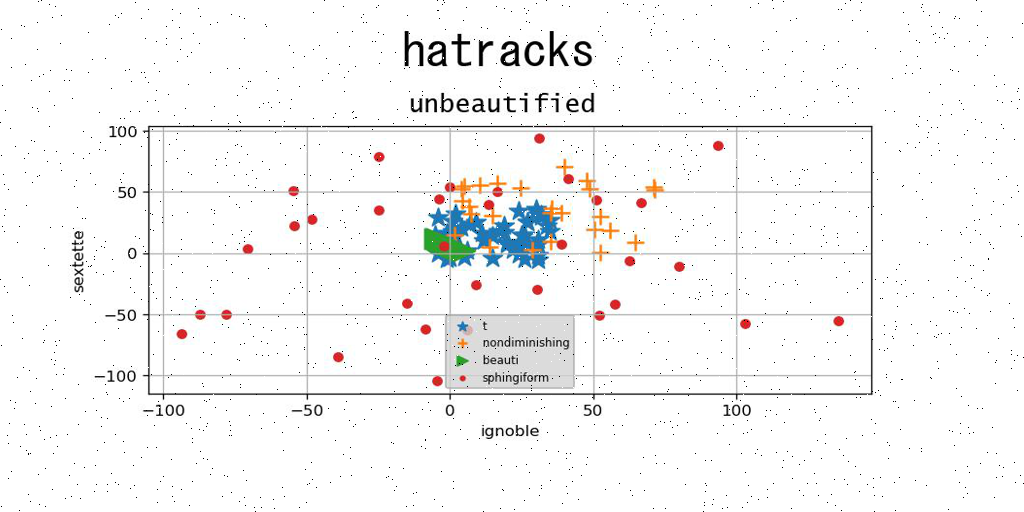 hatracks
unbeautified
100
50
0
−50
−100
sextette
t
nondiminishing
beauti
sphingiform
−100
−50
0
50
100
ignoble